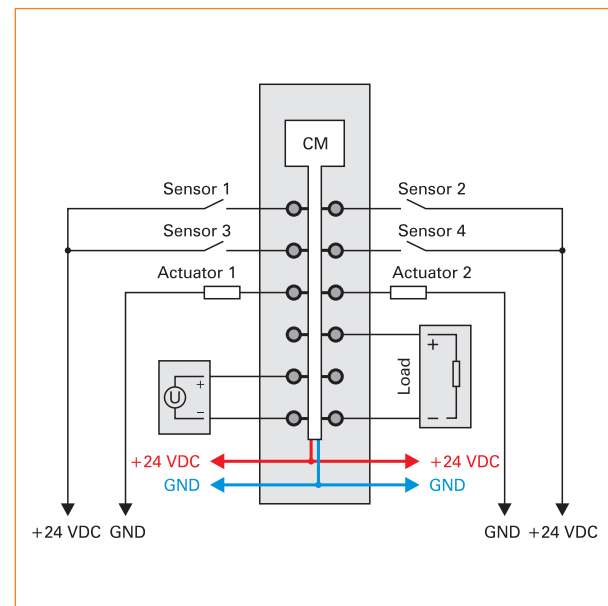 CM
Sensor 1
Sensor 2
Sensor 3
Sensor 4
Actuator 1
Actuator 2
U
+
−
Load
+
−
+24 VDC
+24 VDC
GND
GND
+24 VDC GND
GND +24 VDC